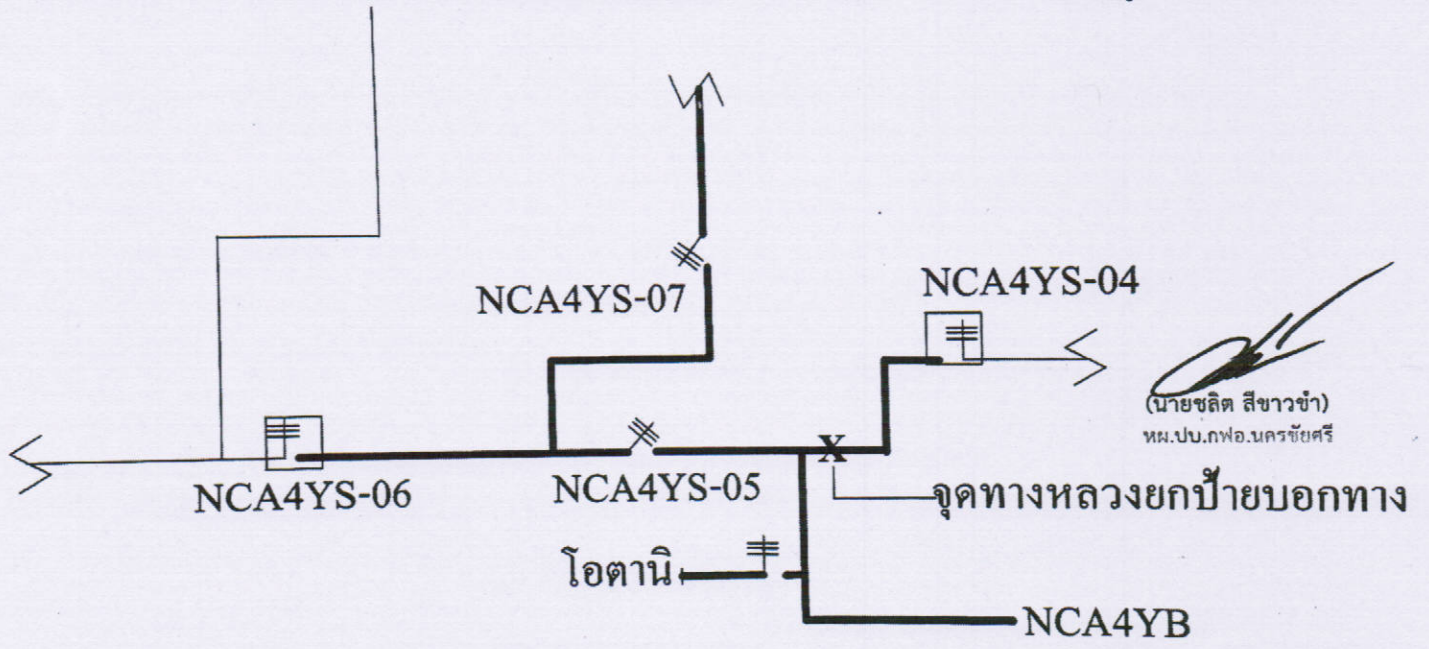 NCA4YS-07
NCA4YS-04
(นายชลิต สีขาวขำ)
หผ.ปบ.กฟอ.นครชัยศรี
NCA4YS-06
NCA4YS-05
X
จุดทางหลวงยกป้ายบอกทาง
โอตานิ
NCA4YB